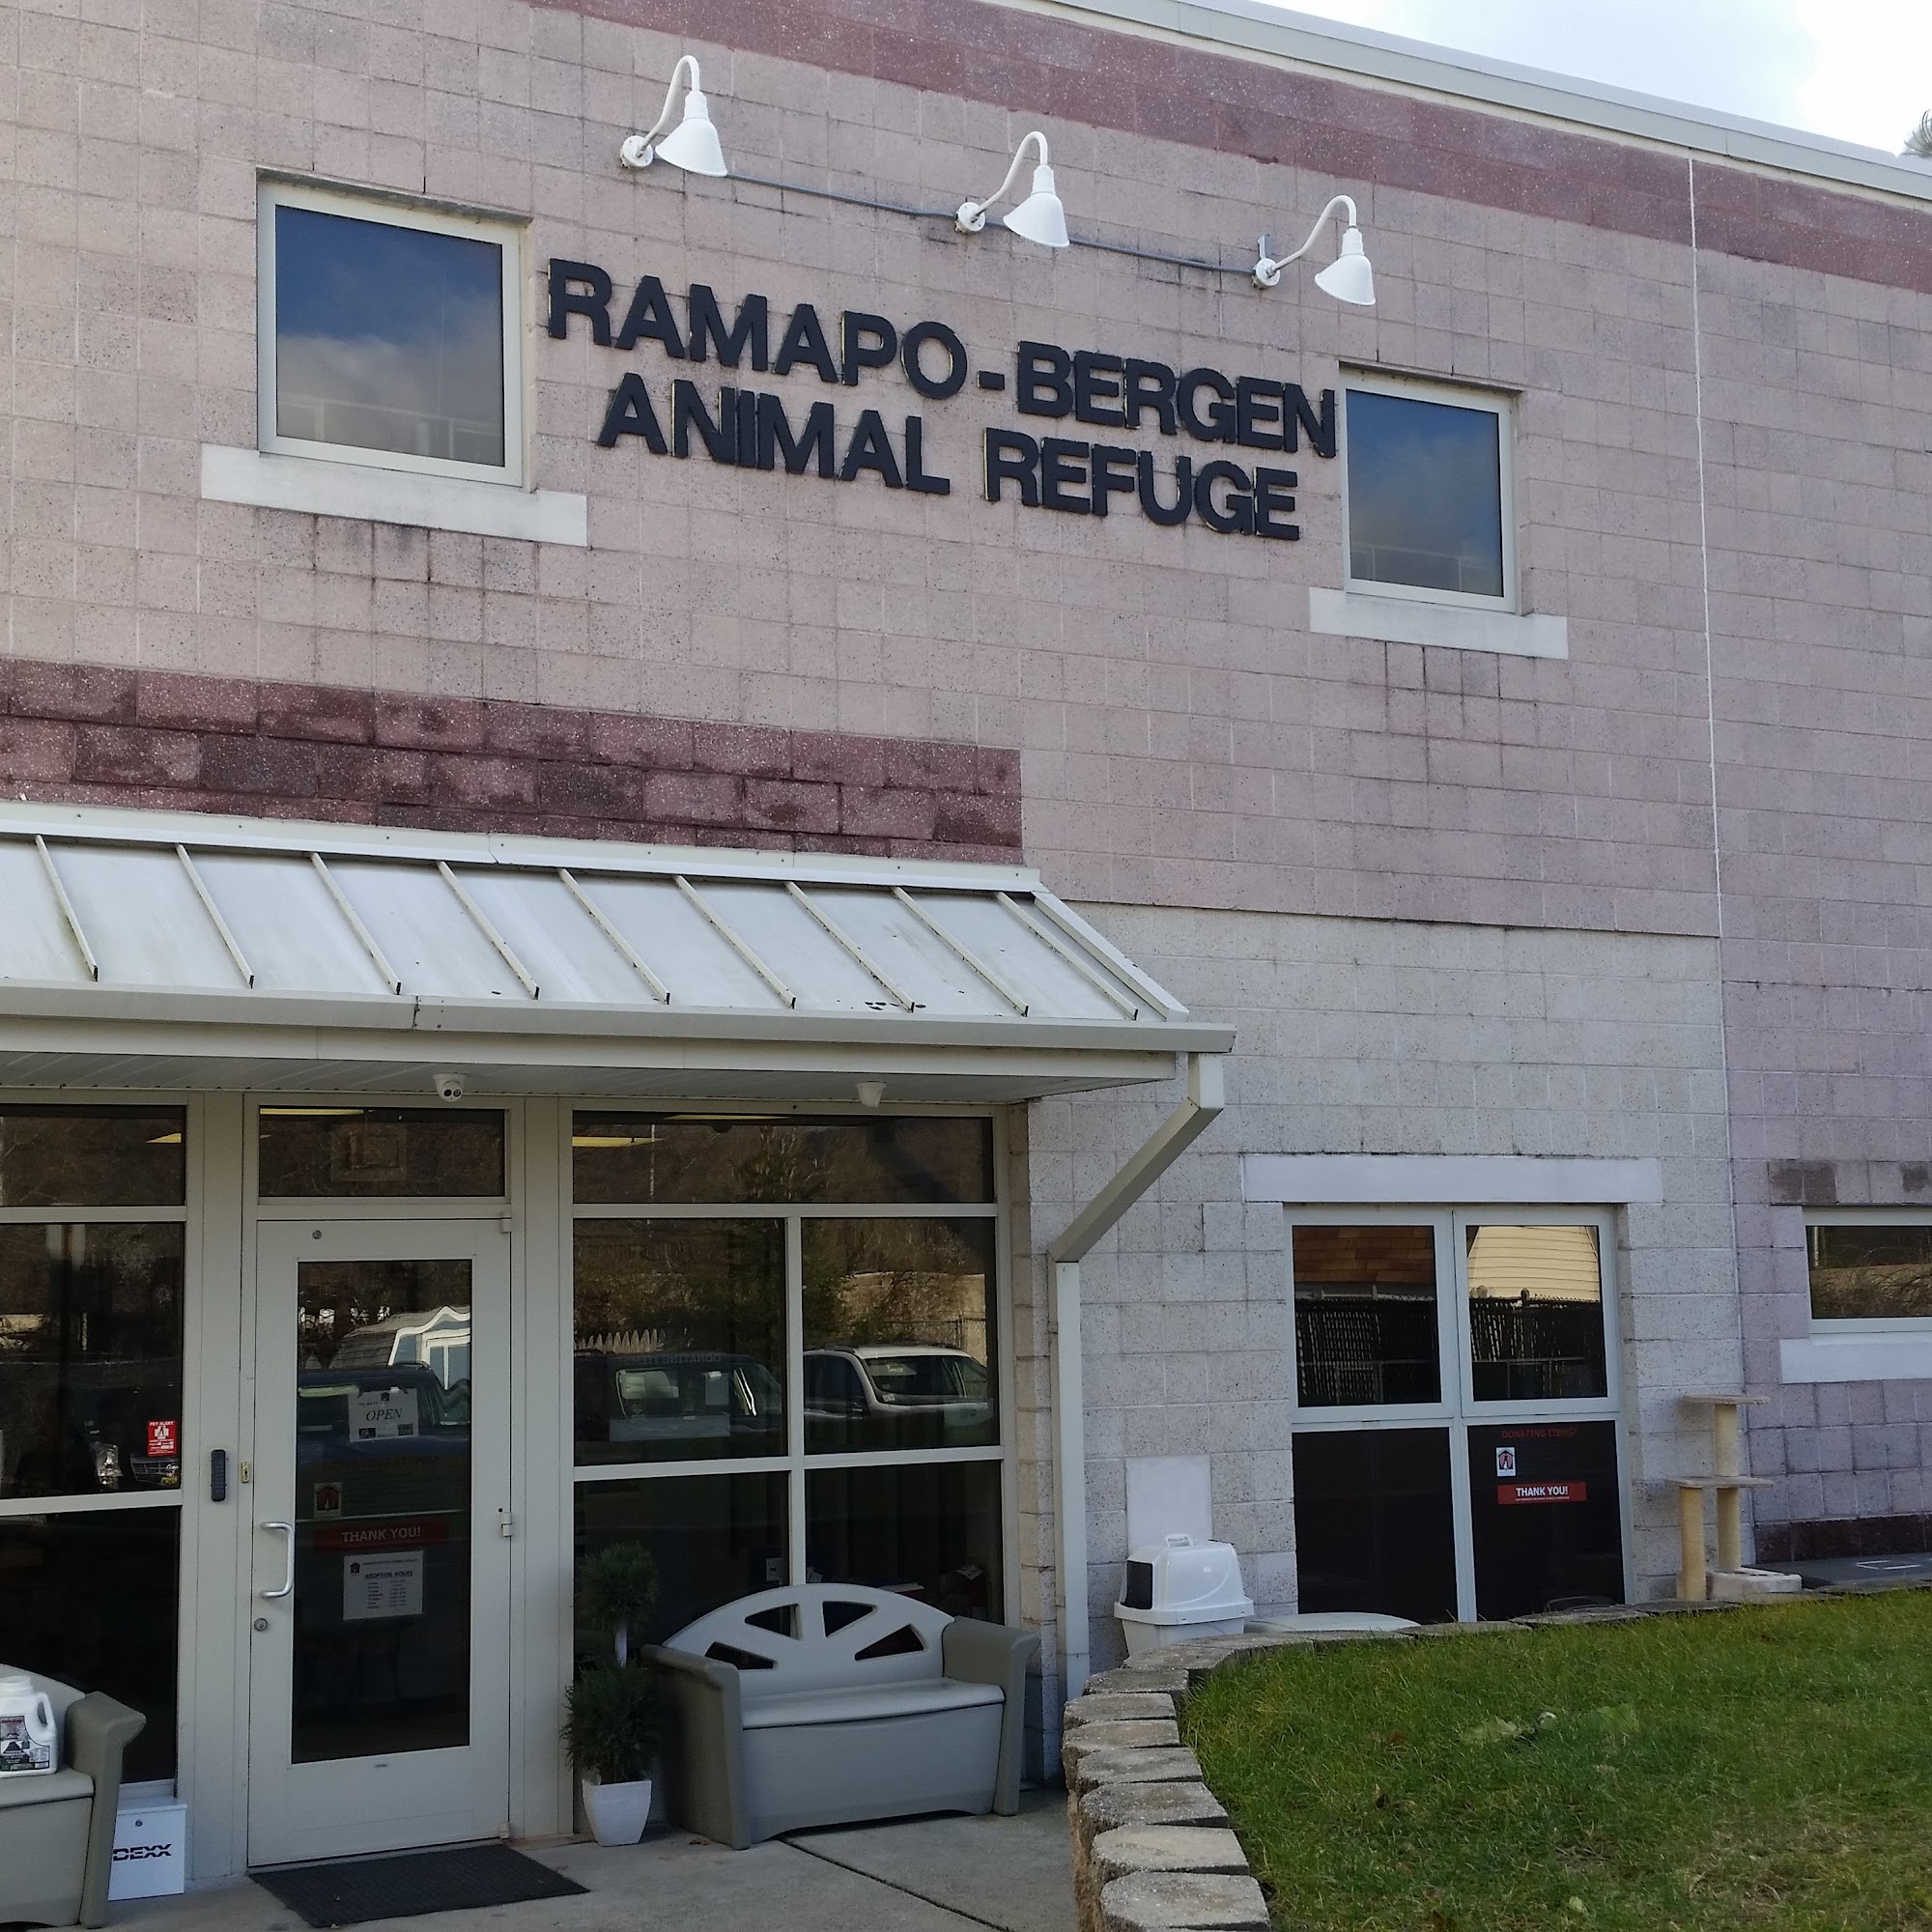 RAMAPO-BERGEN
ANIMAL REFUGE
PET ALERT
OPEN
THANK YOU!
ADOPTION HOURS
DONATING ITEMS?
THANK YOU!
DEXX